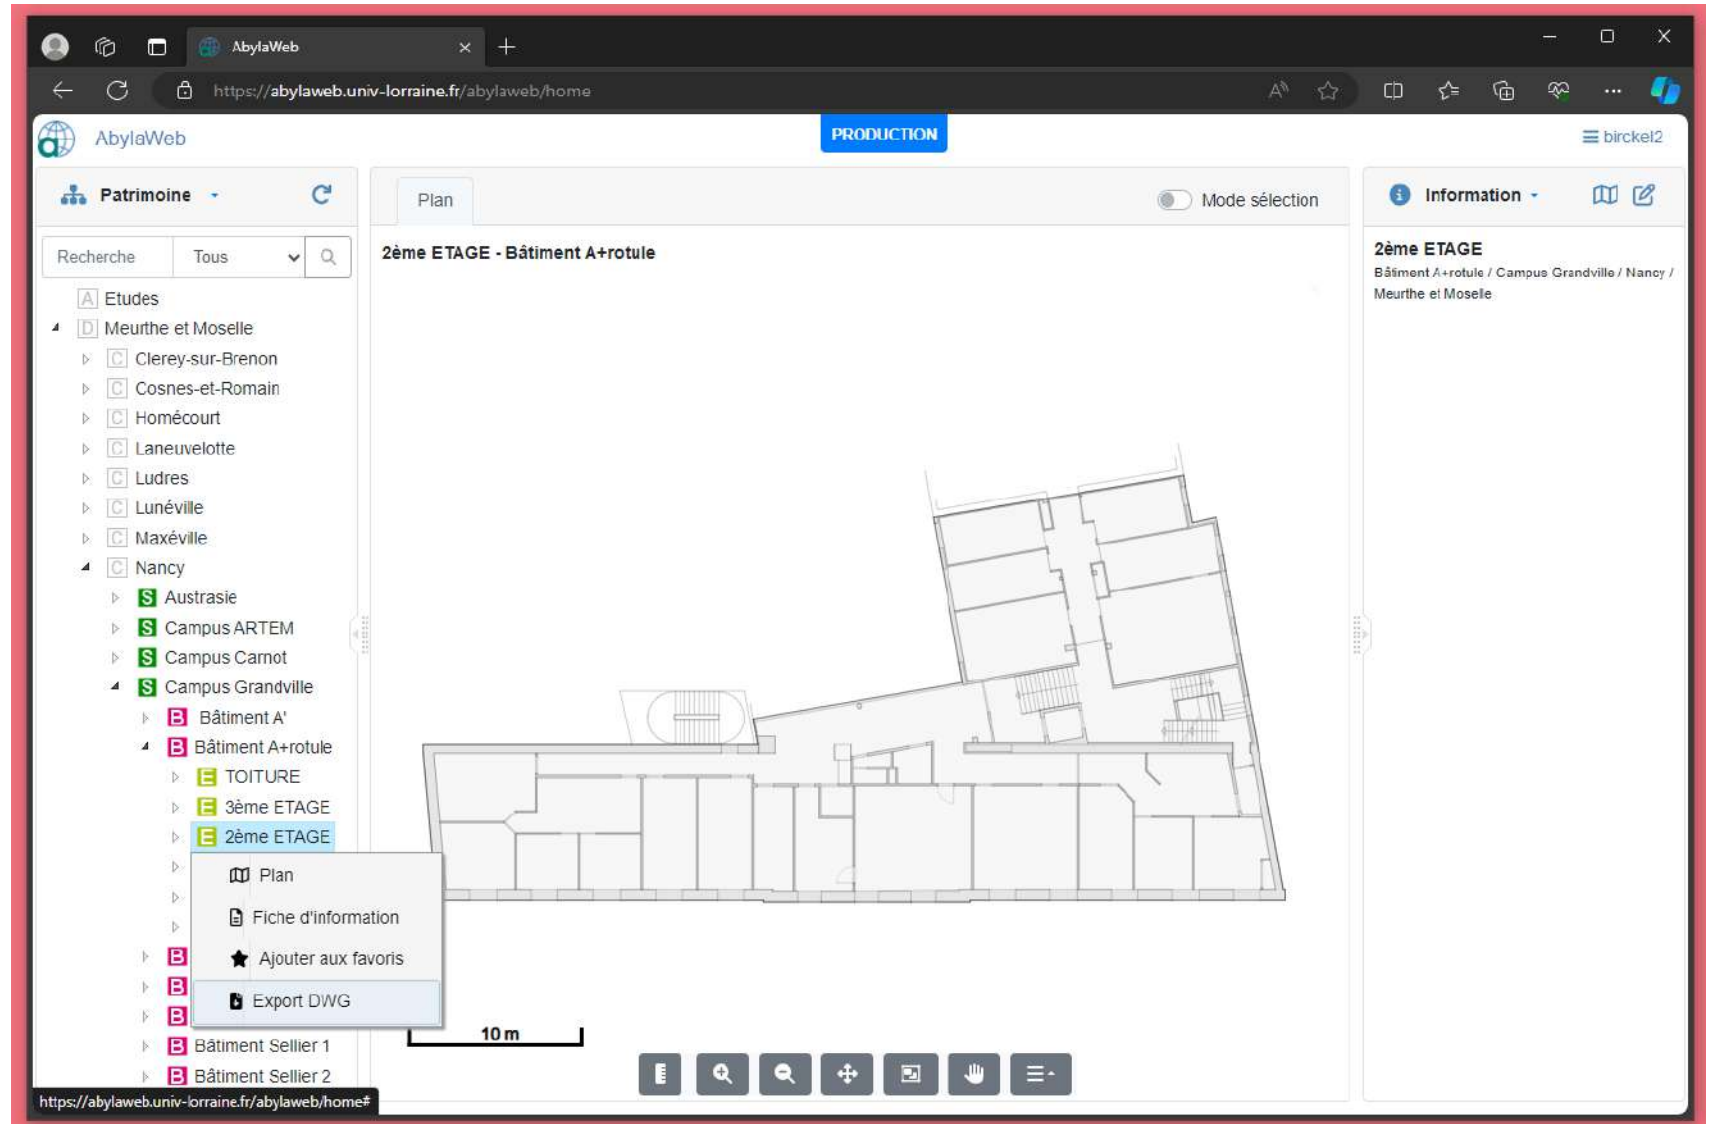 AbylaWeb
https://abylaweb.univ-lorraine.fr/abylaweb/home
AbylaWeb
PRODUCTION
birckel2
Patrimoine
Plan
Mode sélection
Information
Recherche
Tous
2ème ETAGE - Bâtiment A+rotule
2ème ETAGE
Bâtiment A+rotule / Campus Grandville / Nancy /
Meurthe et Moselle
A Etudes
D Meurthe et Moselle
C Clerey-sur-Brenon
C Cosnes-et-Romain
C Homécourt
C Laneuvelotte
C Ludres
C Lunéville
C Maxéville
C Nancy
S Austrasie
S Campus ARTEM
S Campus Carnot
S Campus Grandville
B Bâtiment A'
B Bâtiment A+rotule
E TOITURE
E 3ème ETAGE
E 2ème ETAGE
Plan
Fiche d'information
B
Ajouter aux favoris
B
Export DWG
B
10 m
B Bâtiment Sellier 1
B Bâtiment Sellier 2
https://abylaweb.univ-lorraine.fr/abylaweb/home#